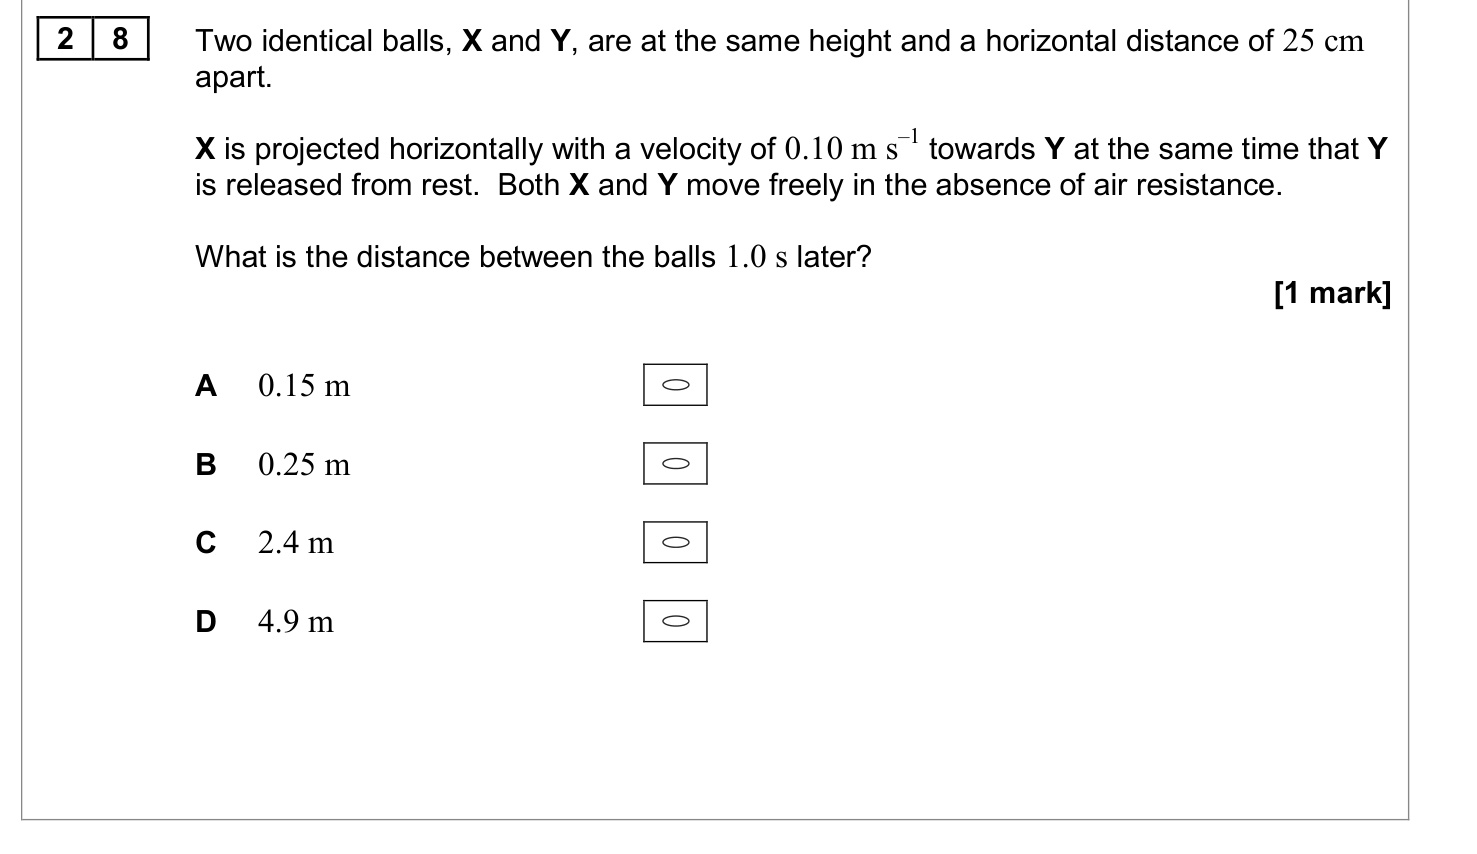 2 8 Two identical balls, X and Y, are at the same height and a horizontal distance of 25 cm
apart.
X is projected horizontally with a velocity of 0.10 m s⁻¹ towards Y at the same time that Y
is released from rest. Both X and Y move freely in the absence of air resistance.
What is the distance between the balls 1.0 s later?
[1 mark]
A 0.15 m
B 0.25 m
C 2.4 m
D 4.9 m